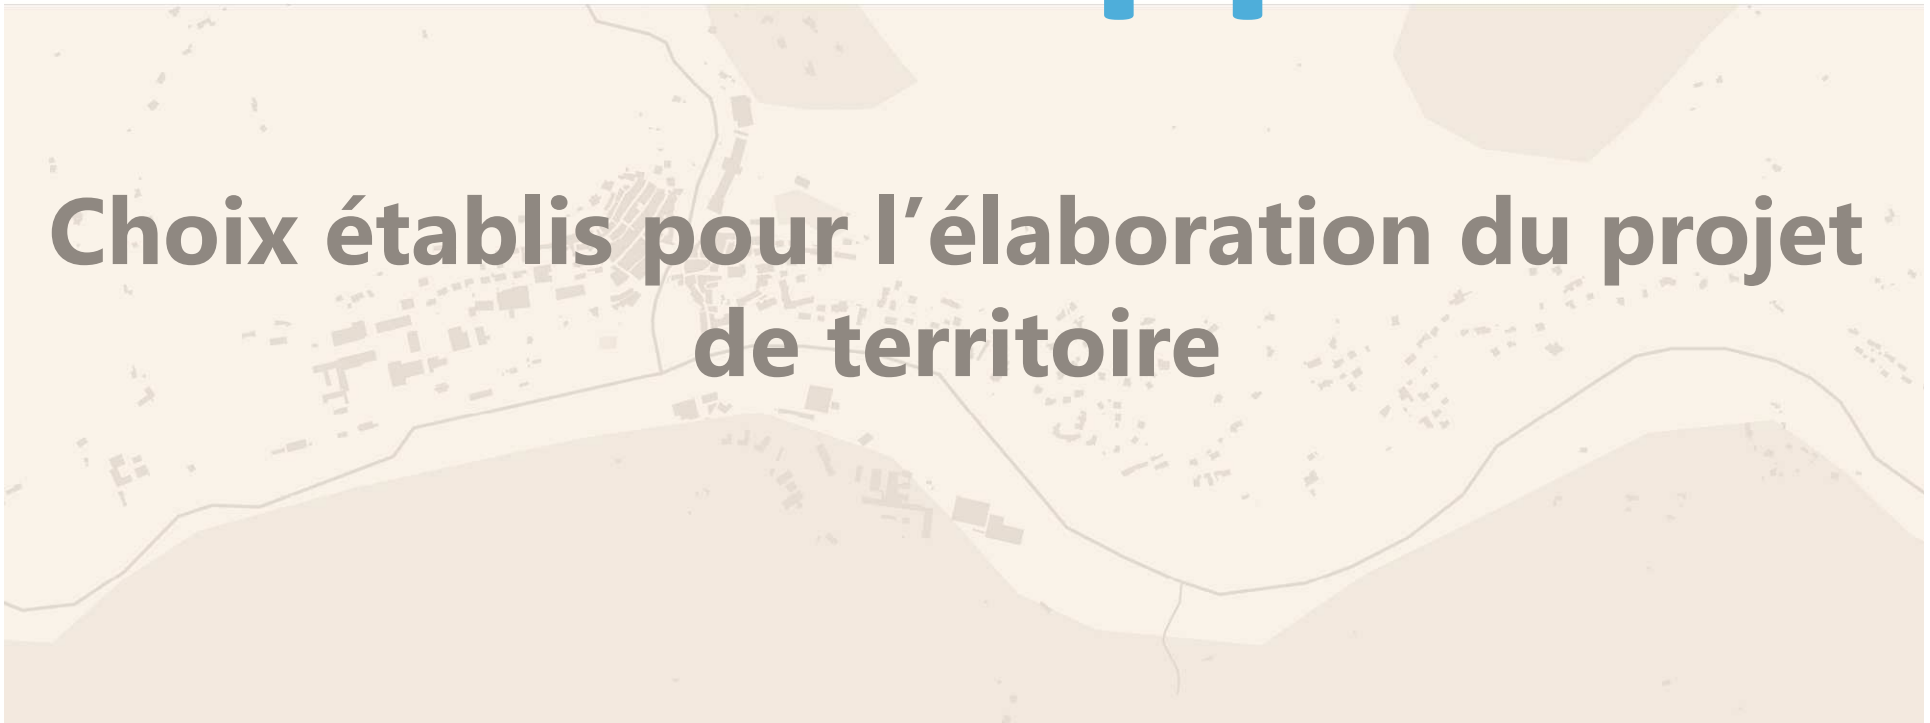 Choix établis pour l’élaboration du projet
de territoire